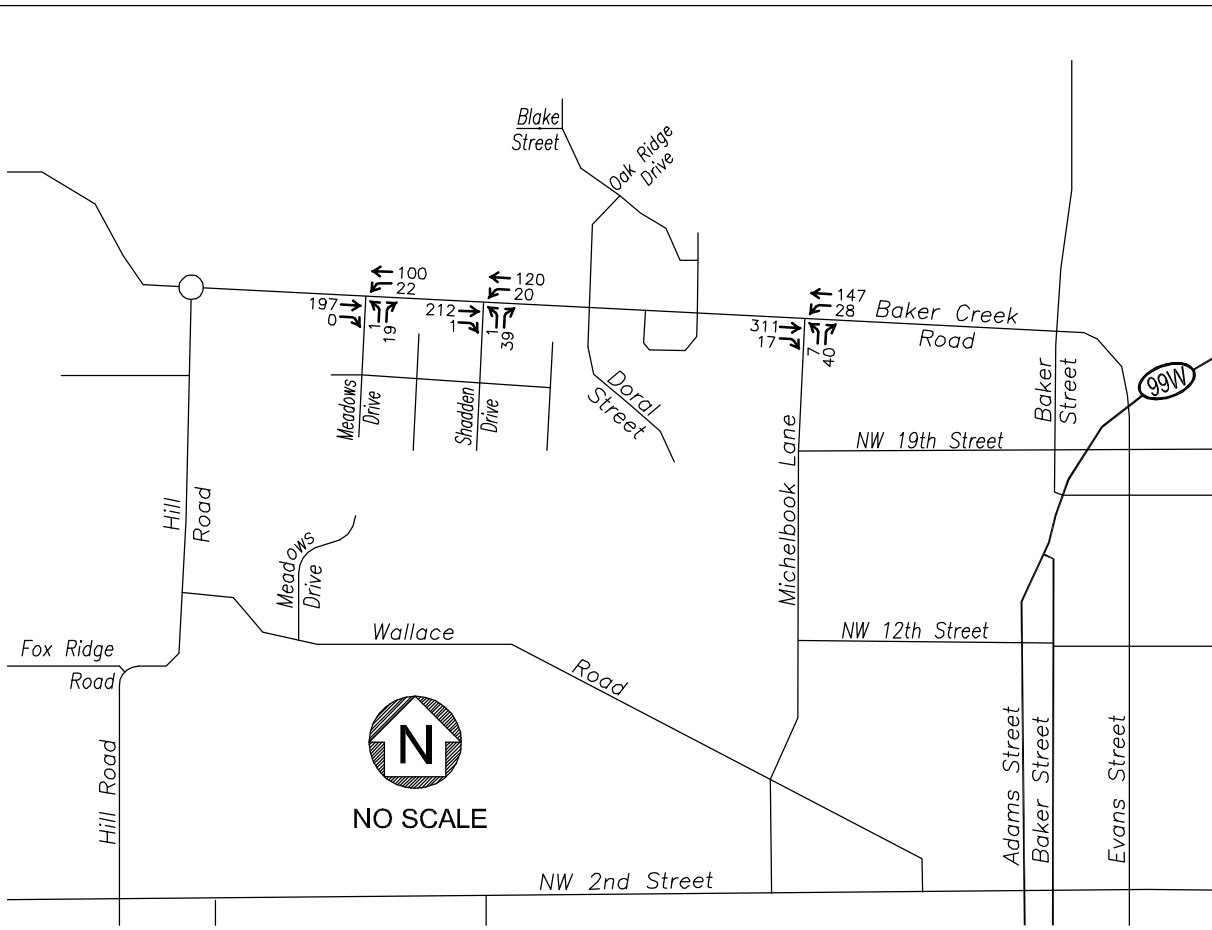 Blake
Street
Oak Ridge
Drive
100
22
197
0
1
19
120
20
212
1
1
39
147
28
311
17
7
40
Baker Creek
Road
99W
Meadows
Drive
Shadden
Drive
Doral
Street
Baker
Street
NW 19th Street
Michelbook Lane
Hill
Road
Meadows
Drive
Wallace
Road
NW 12th Street
Fox Ridge
Road
Hill Road
N
NO SCALE
Adams Street
Baker Street
Evans Street
NW 2nd Street